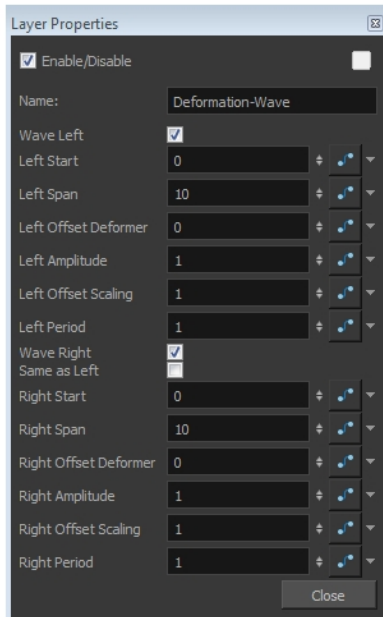 Layer Properties
Enable/Disable
Name: Deformation-Wave
Wave Left
Left Start 0
Left Span 10
Left Offset Deformer 0
Left Amplitude 1
Left Offset Scaling 1
Left Period 1
Wave Right
Same as Left
Right Start 0
Right Span 10
Right Offset Deformer 0
Right Amplitude 1
Right Offset Scaling 1
Right Period 1
Close